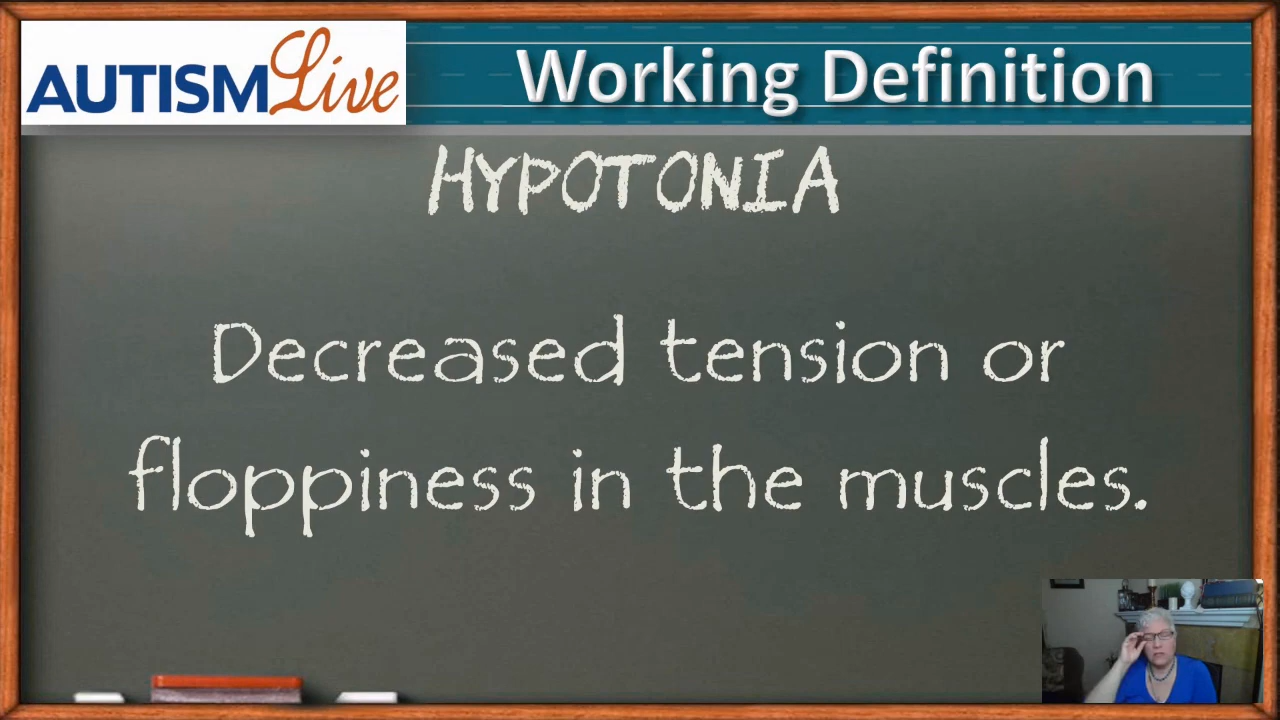 AUTISM Live
Working Definition
HYPOTONIA
Decreased tension or
floppiness in the muscles.